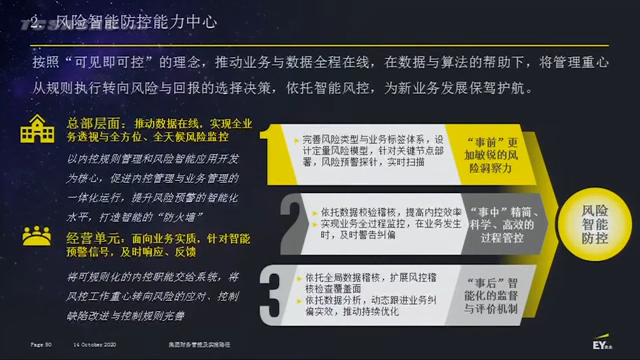 2. 风险智能防控能力中心
按照“可见即可控”的理念，推动业务与数据全程在线，在数据与算法的帮助下，将管理重心
从规则执行转向风险与回报的选择决策，依托智能风控，为新业务发展保驾护航。
总部层面：推动数据在线，实现全业
务透视与全方位、全天候风险监控
以内控规则管理和风险智能应用开发
为核心，促进内控管理与业务管理的
一体化运行，提升风险预警的智能化
水平，打造智能的“防火墙”
经营单元：面向业务实质，针对智能
预警信号，及时响应、反馈
将可规则化的内控职能交给系统，将
风控工作重心转向风险的应对、控制
缺陷改进与控制规则完善
1
完善风险类型与业务标签体系，设
计定量风险模型，针对关键节点部
署，风险预警探针，实时扫描
“事前”更
加敏锐的风
险洞察力
2
依托数据校验稽核，提高内控效率
实现业务全过程监控，在业务发生
时，及时警告纠偏
“事中”精简、
科学、高效的
过程管控
3
依托全局数据稽核，扩展风控稽
核检查覆盖面
依托数据分析，动态跟进业务纠
偏实效，推动持续优化
“事后”智
能化的监督
与评价机制
风险
智能
防控
Page 50
14 October 2020
集团财务管控及实施路径
EY